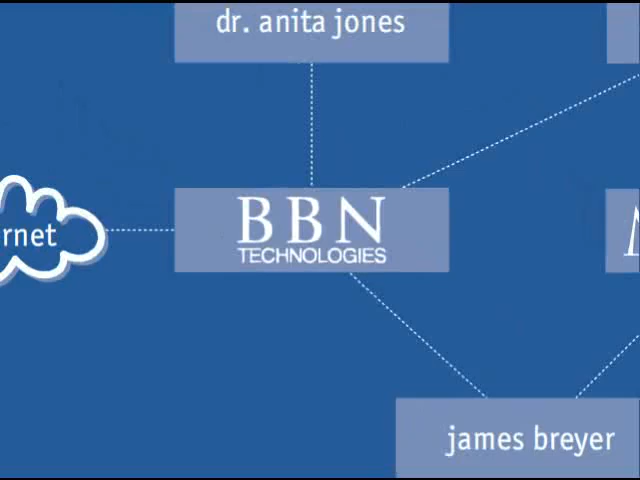 dr. anita jones
rnet
BBN
TECHNOLOGIES
james breyer